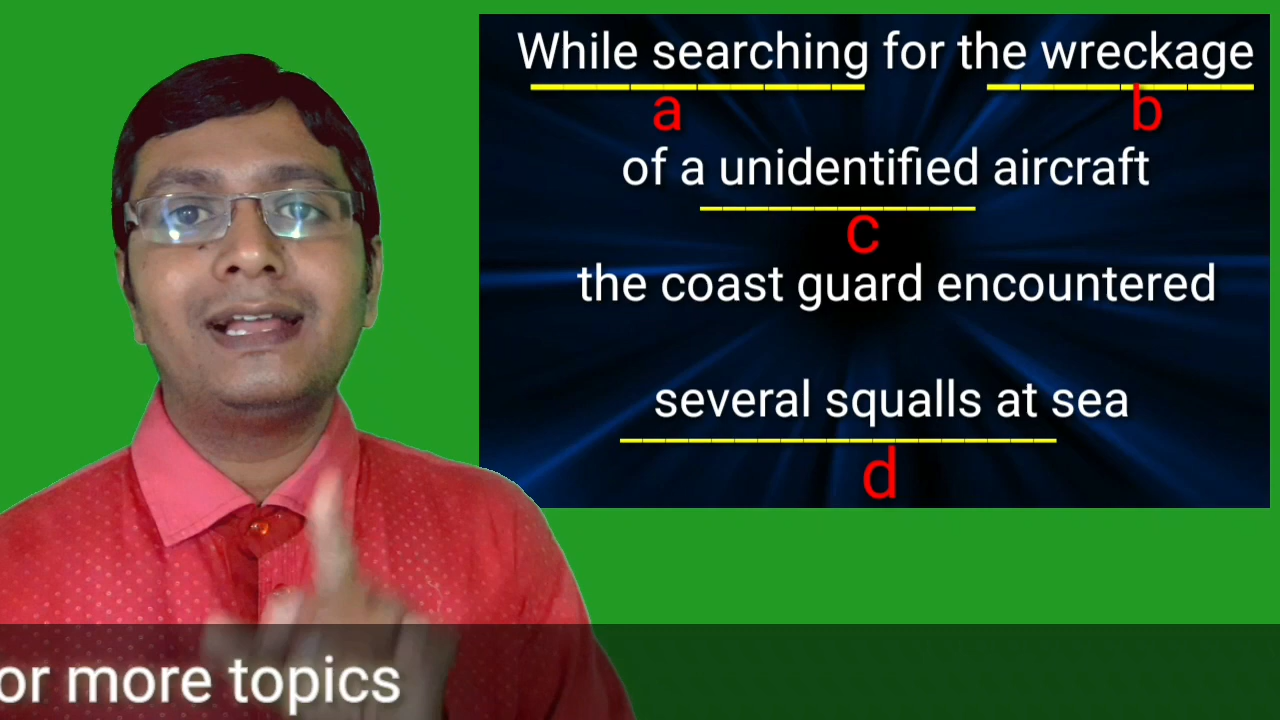 While searching for the wreckage
a
b
of a unidentified aircraft
c
the coast guard encountered
several squalls at sea
d
or more topics